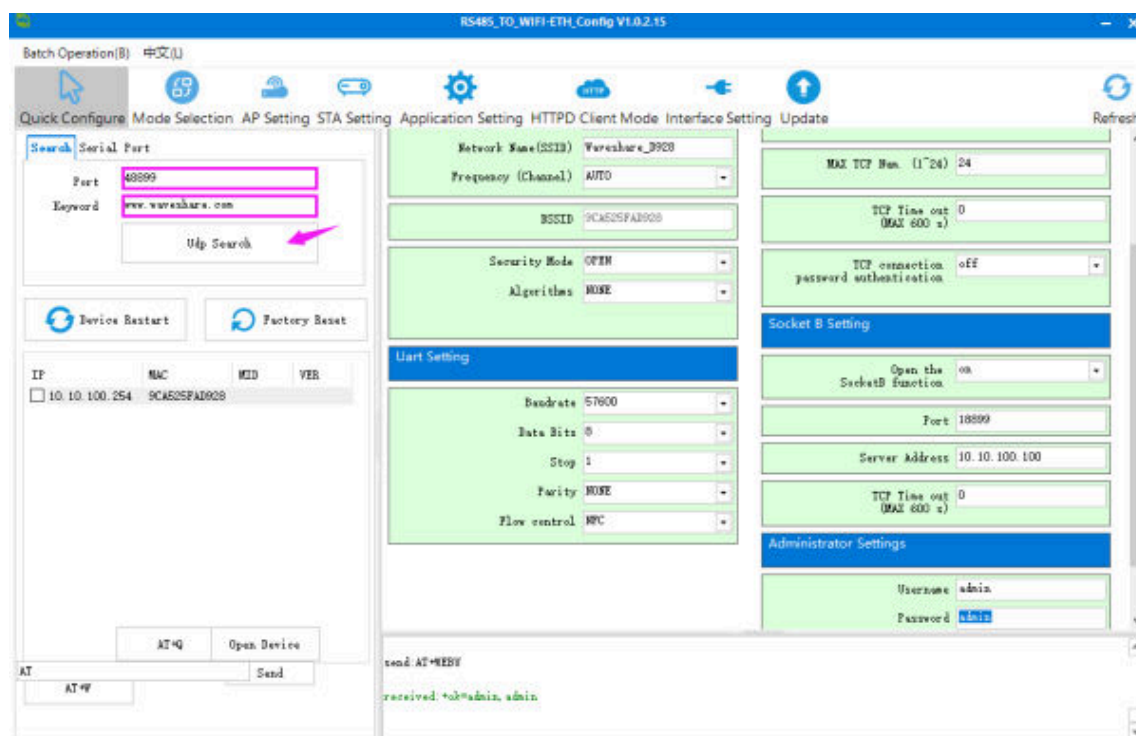 RS485_TO_WIFI-ETH_Config V1.0.2.15
Batch Operation(B) 中文(L)
Quick Configure Mode Selection AP Setting STA Setting Application Setting HTTPD Client Mode Interface Setting Update Refresh
Search Serial Port
Port 48899
Keyword www.waveshare.com
Udp Search
Device Restart Factory Reset
IP MAC MID VER
10.10.100.254 9CA525FAD928
AT+Q Open Device
AT Send
AT+W
Network Name(SSID) Waveshare_D928
Frequency (Channel) AUTO
BSSID 9CA525FAD928
Security Mode OPEN
Algorithms NONE
Uart Setting
Baudrate 57600
Data Bits 8
Stop 1
Parity NONE
Flow control NFC
MAX TCP Num. (1~24) 24
TCP Time out 0
(MAX 600 s)
TCP connection off
password authentication
Socket B Setting
Open the on
SocketB function
Port 18899
Server Address 10.10.100.100
TCP Time out 0
(MAX 600 s)
Administrator Settings
Username admin
Password admin
send:AT+WEBU
received:+ok=admin,admin